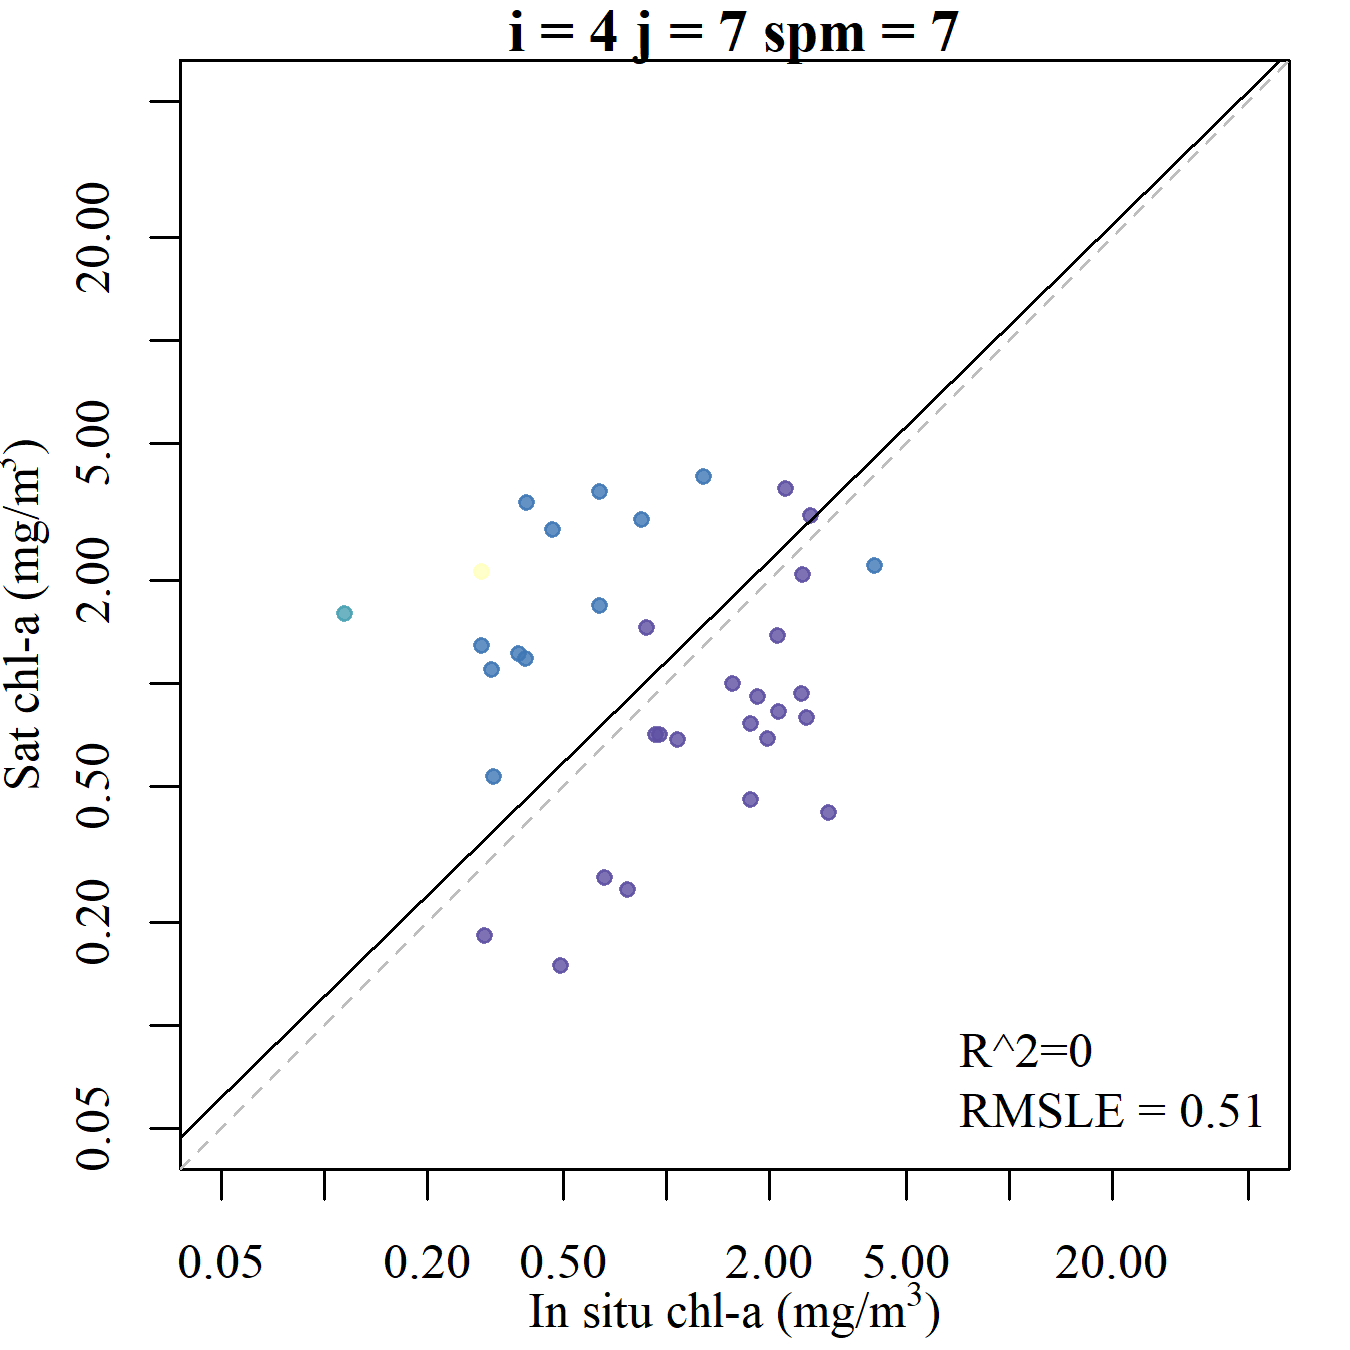 i = 4 j = 7 spm = 7
Sat chl-a (mg/m³)
20.00
5.00
2.00
0.50
0.20
0.05
R^2=0
RMSLE = 0.51
0.05 0.20 0.50 2.00 5.00 20.00
In situ chl-a (mg/m³)